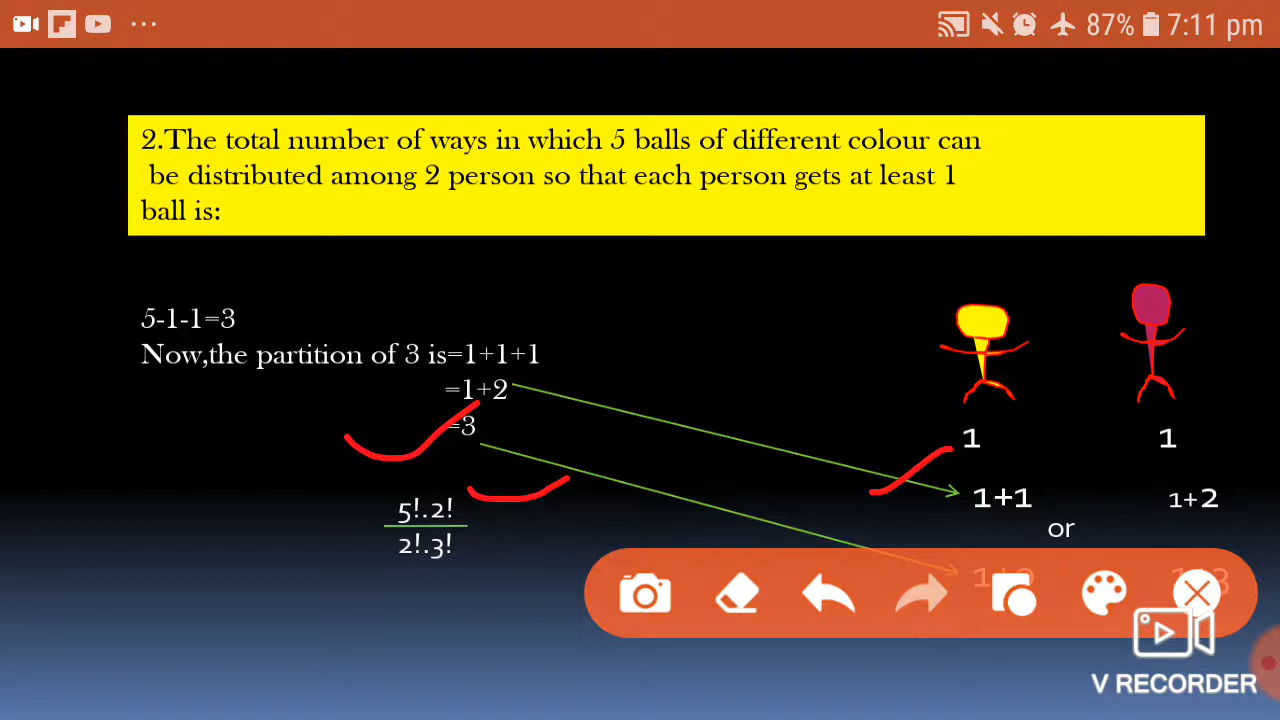 87% 7:11 pm
2.The total number of ways in which 5 balls of different colour can
be distributed among 2 person so that each person gets at least 1
ball is:
5-1-1=3
Now,the partition of 3 is=1+1+1
=1+2
=3
1 1
1+1 1+2
or
5!.2!
2!.3!
V RECORDER